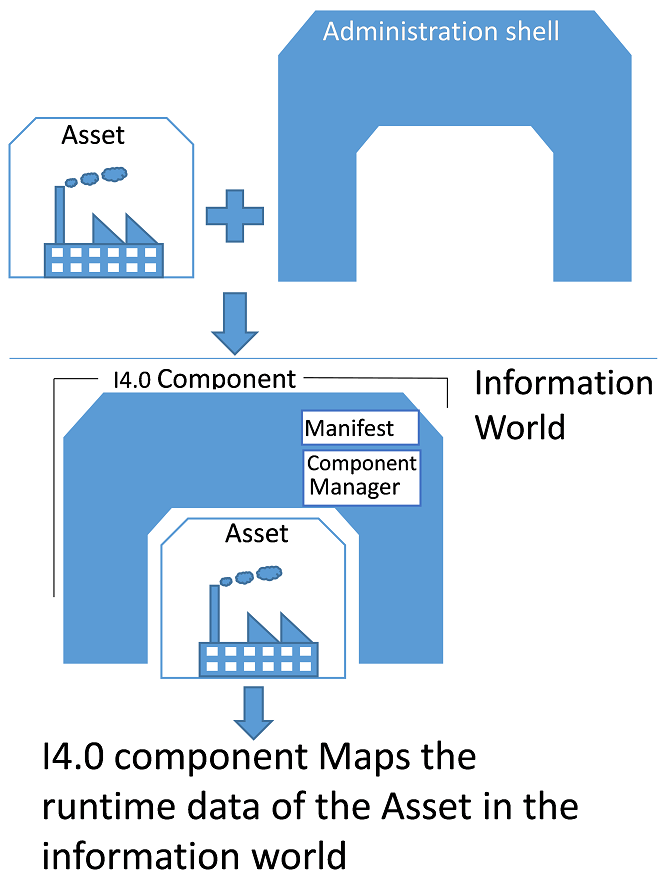 Administration shell
Asset
I4.0 Component
Information
World
Manifest
Component
Manager
Asset
I4.0 component Maps the
runtime data of the Asset in the
information world